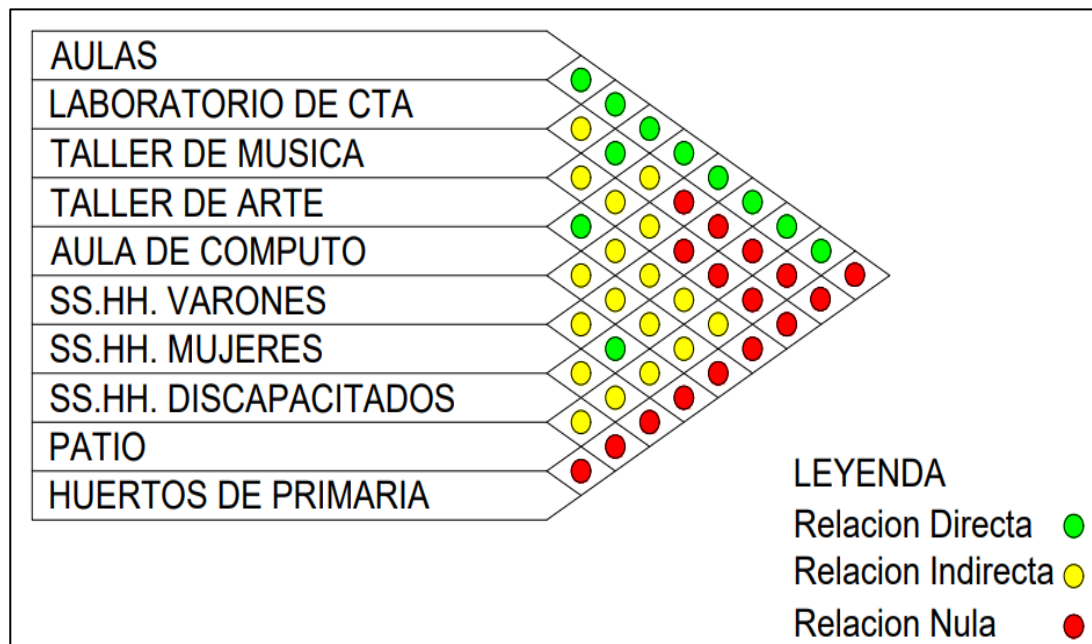 AULAS
LABORATORIO DE CTA
TALLER DE MUSICA
TALLER DE ARTE
AULA DE COMPUTO
SS.HH. VARONES
SS.HH. MUJERES
SS.HH. DISCAPACITADOS
PATIO
HUERTOS DE PRIMARIA
LEYENDA
Relacion Directa
Relacion Indirecta
Relacion Nula